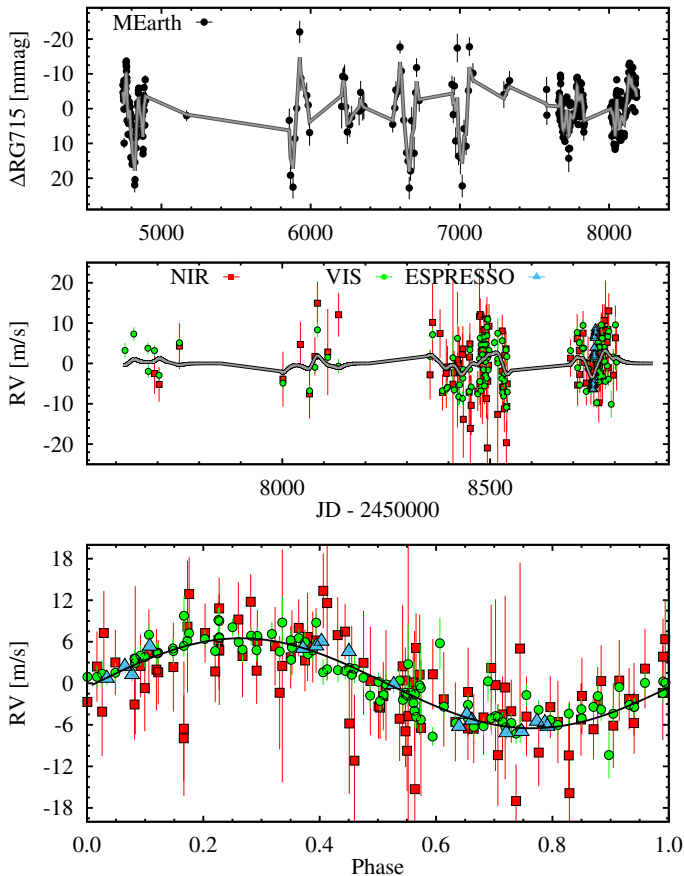 MEarth
-20
-10
0
10
20
ΔRG715 [mmag]
5000 6000 7000 8000
NIR VIS ESPRESSO
20
10
0
-10
-20
RV [m/s]
8000 8500
JD - 2450000
18
12
6
0
-6
-12
-18
RV [m/s]
0.0 0.2 0.4 0.6 0.8 1.0
Phase